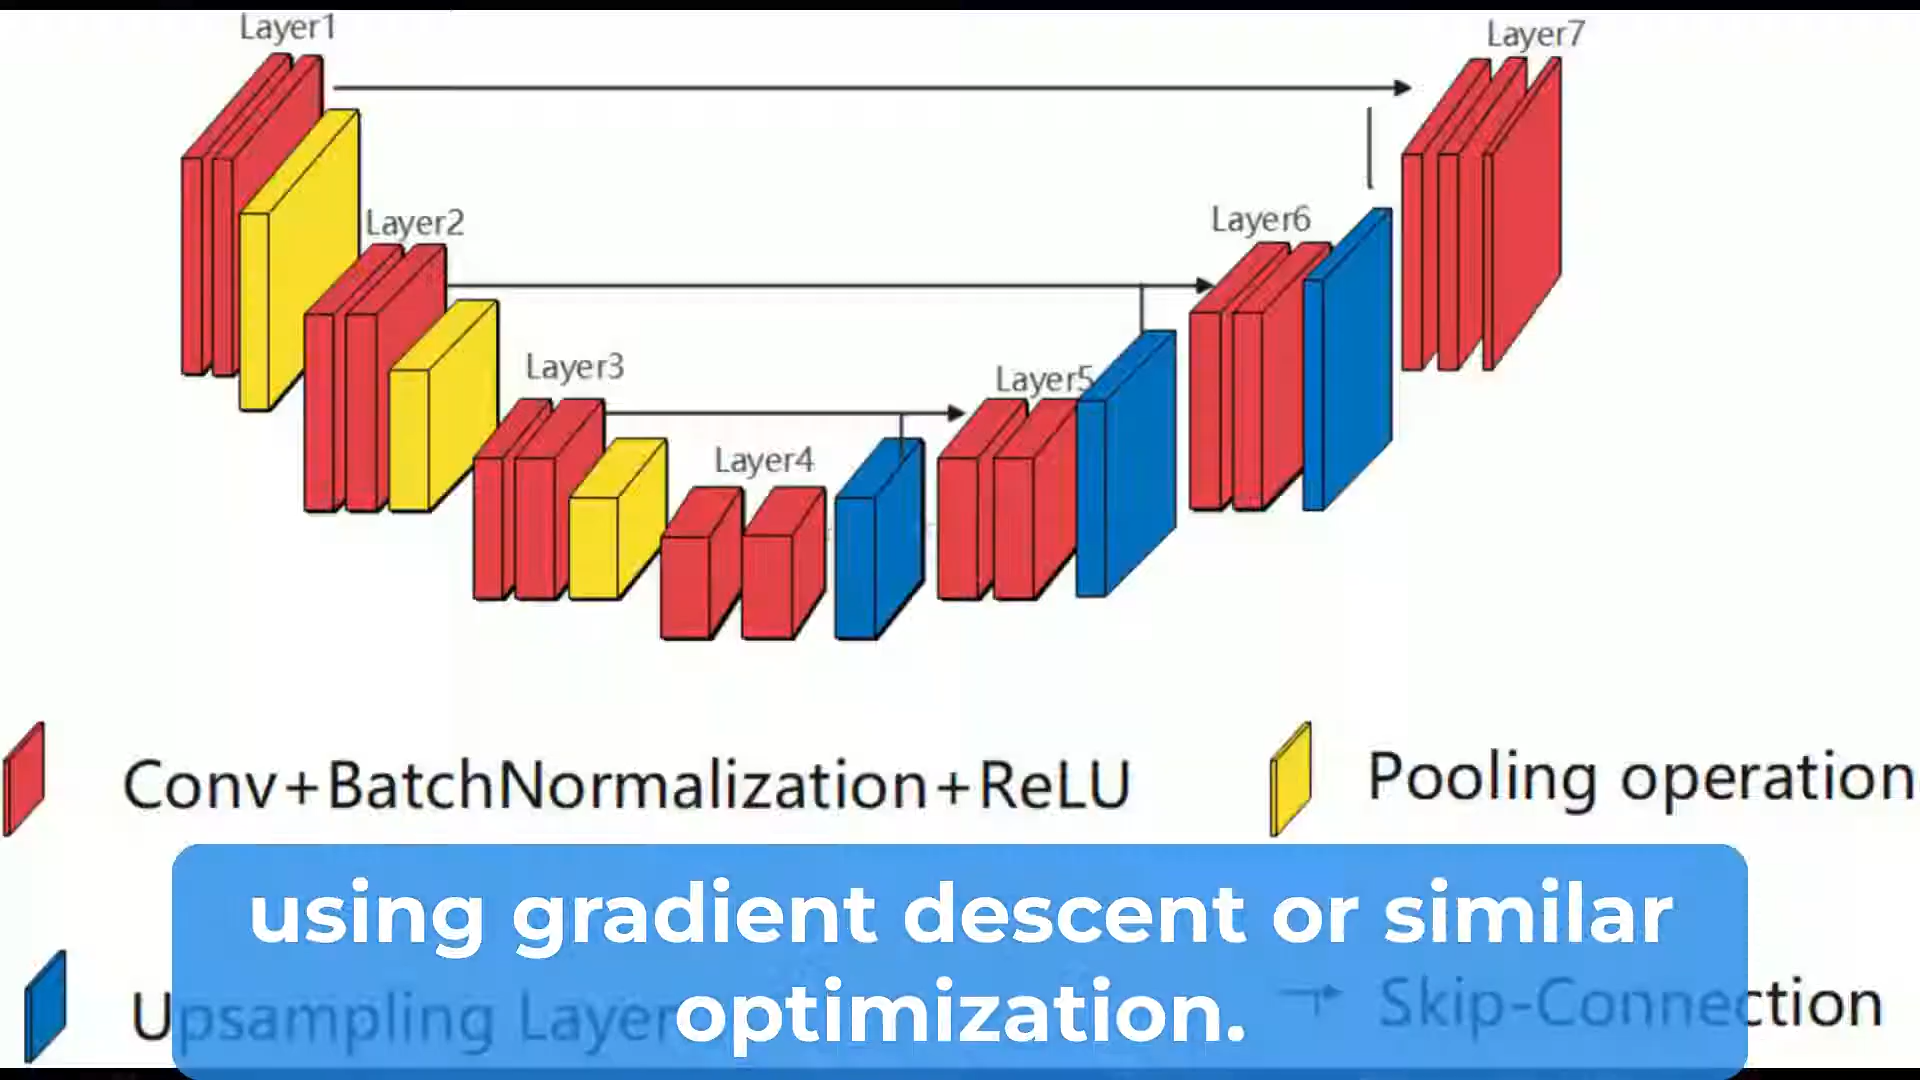 Layer1
Layer7
Layer2
Layer6
Layer3
Layer5
Layer4
Conv+BatchNormalization+ReLU
Pooling operation
using gradient descent or similar
optimization.
Upsampling Layer
Skip-Connection